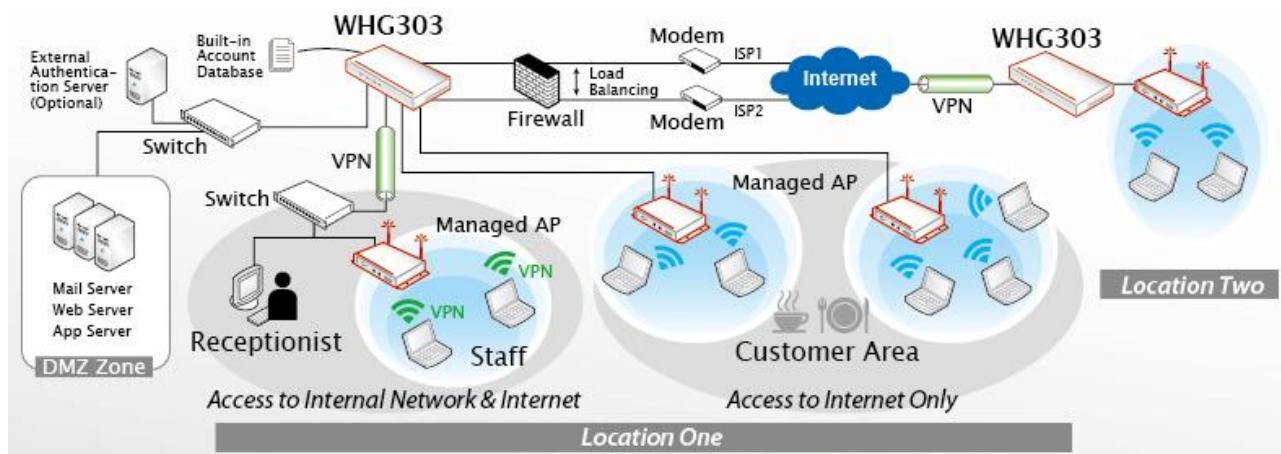 WHG303
External
Authentica-
tion Server
(Optional)
Built-in
Account
Database
Switch
Firewall
Load
Balancing
Modem
ISP1
Modem
ISP2
Internet
VPN
WHG303
VPN
Switch
Managed AP
VPN
VPN
Receptionist
Staff
Access to Internal Network & Internet
Managed AP
Customer Area
Access to Internet Only
Mail Server
Web Server
App Server
DMZ Zone
Location One
Location Two